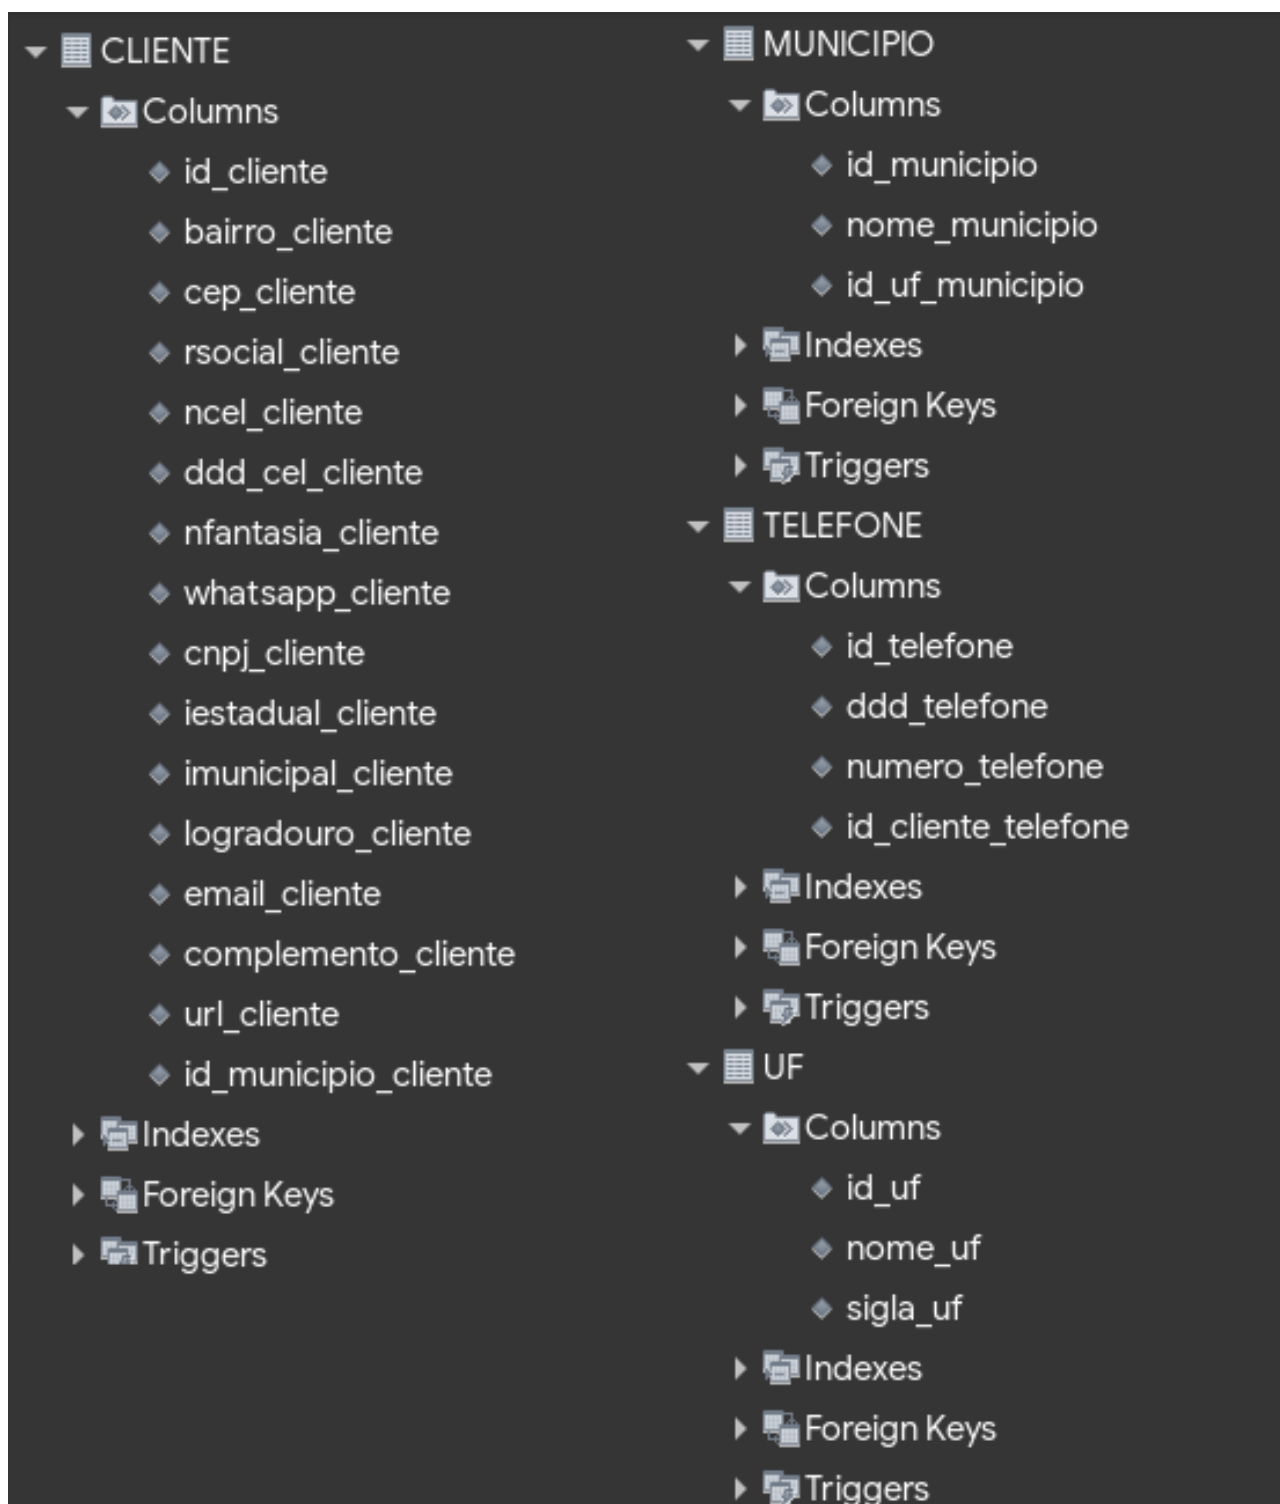 CLIENTE
Columns
id_cliente
bairro_cliente
cep_cliente
rsocial_cliente
ncel_cliente
ddd_cel_cliente
nfantasia_cliente
whatsapp_cliente
cnpj_cliente
iestadual_cliente
imunicipal_cliente
logradouro_cliente
email_cliente
complemento_cliente
url_cliente
id_municipio_cliente
Indexes
Foreign Keys
Triggers
MUNICIPIO
Columns
id_municipio
nome_municipio
id_uf_municipio
Indexes
Foreign Keys
Triggers
TELEFONE
Columns
id_telefone
ddd_telefone
numero_telefone
id_cliente_telefone
Indexes
Foreign Keys
Triggers
UF
Columns
id_uf
nome_uf
sigla_uf
Indexes
Foreign Keys
Triggers